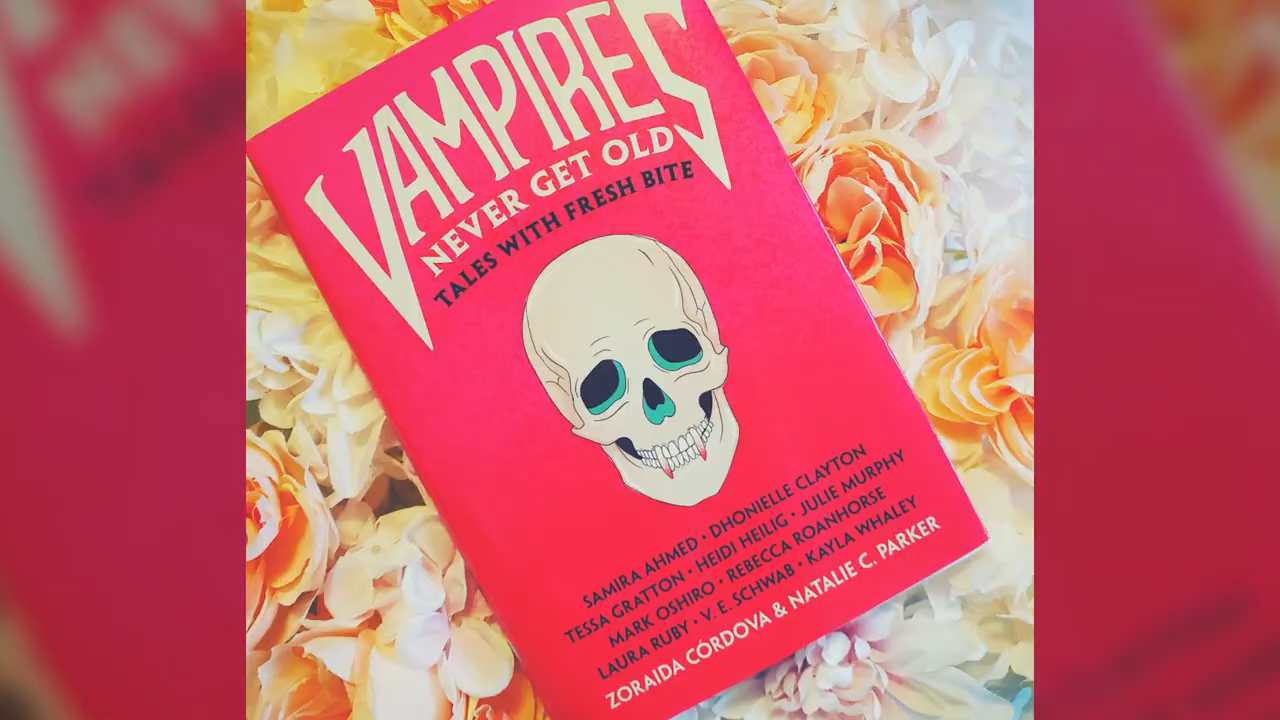 VAMPIRES
NEVER GET OLD
TALES WITH FRESH BITE
SAMIRA AHMED • DHONIELLE CLAYTON
TESSA GRATTON • HEIDI HEILIG • JULIE MURPHY
MARK OSHIRO • REBECCA ROANHORSE
LAURA RUBY • V. E. SCHWAB • KAYLA WHALEY
ZORAIDA CÓRDOVA & NATALIE C. PARKER